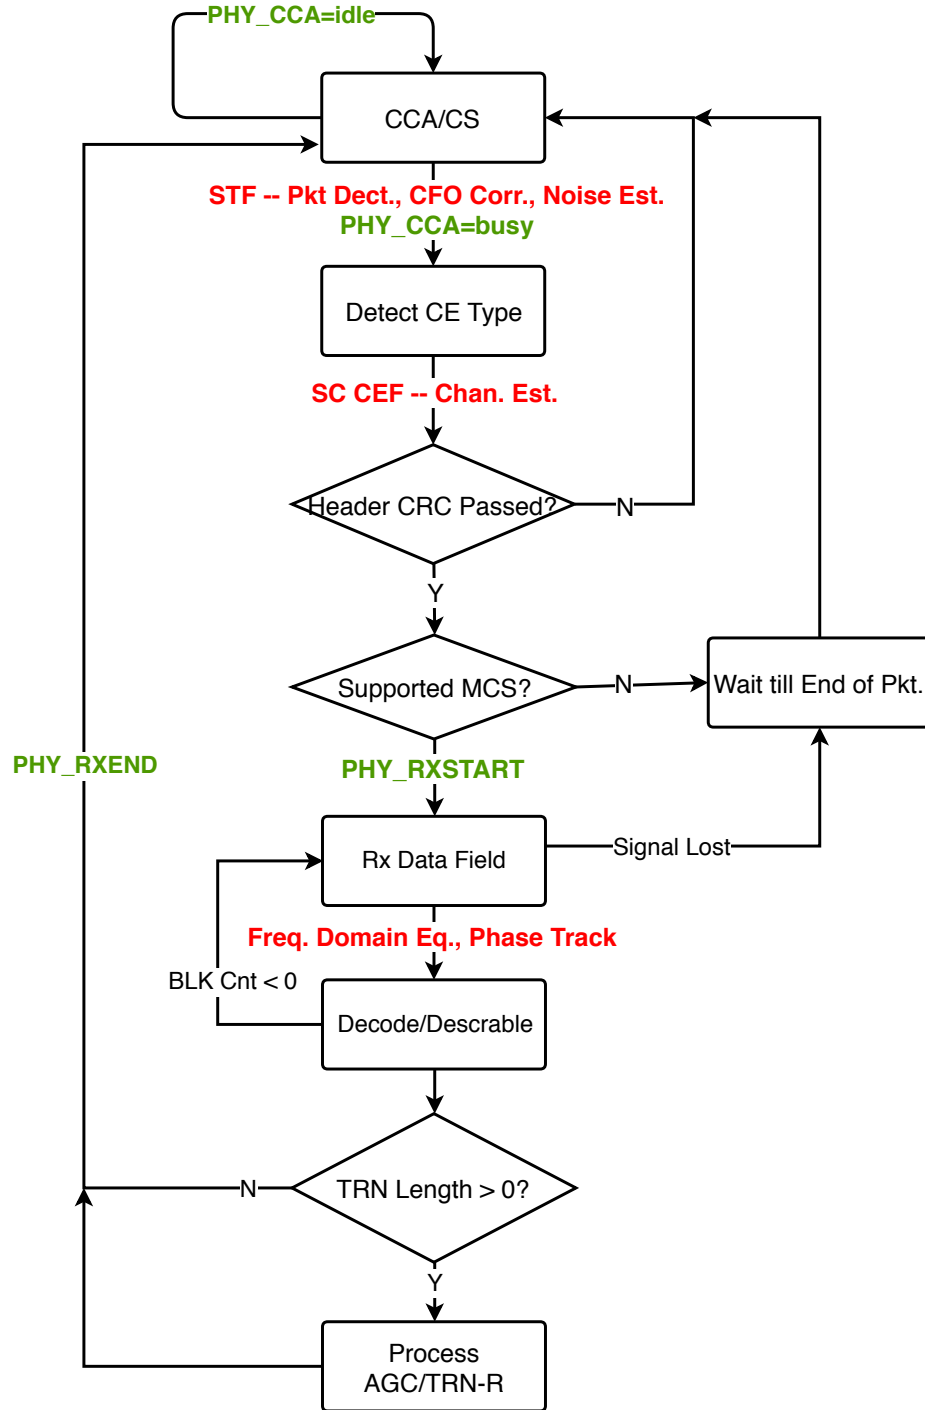 PHY_CCA=idle
CCA/CS
STF -- Pkt Dect., CFO Corr., Noise Est.
PHY_CCA=busy
Detect CE Type
SC CEF -- Chan. Est.
Header CRC Passed?
N
Y
Supported MCS?
N
Wait till End of Pkt.
PHY_RXEND
PHY_RXSTART
Rx Data Field
Signal Lost
Freq. Domain Eq., Phase Track
BLK Cnt < 0
Decode/Descrable
TRN Length > 0?
N
Y
Process
AGC/TRN-R